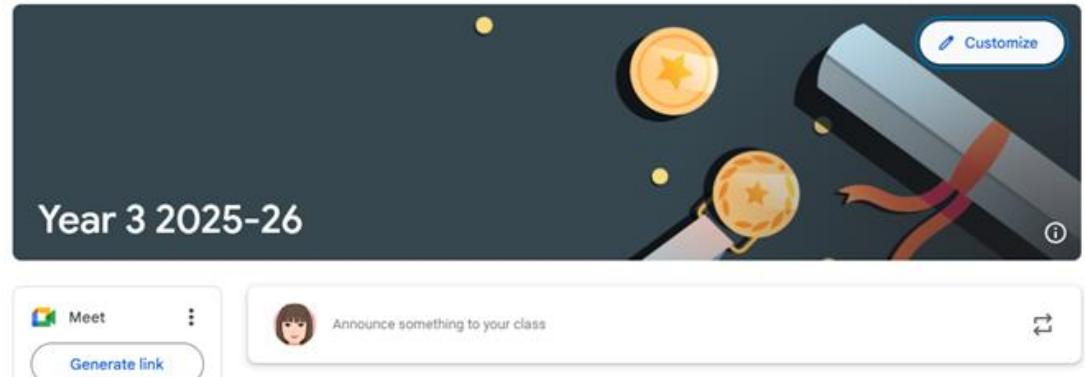 Customize
Year 3 2025-26
Meet
Announce something to your class
Generate link